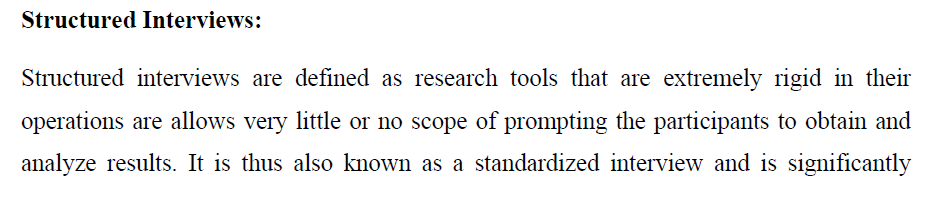 Structured Interviews:
Structured interviews are defined as research tools that are extremely rigid in their
operations are allows very little or no scope of prompting the participants to obtain and
analyze results. It is thus also known as a standardized interview and is significantly